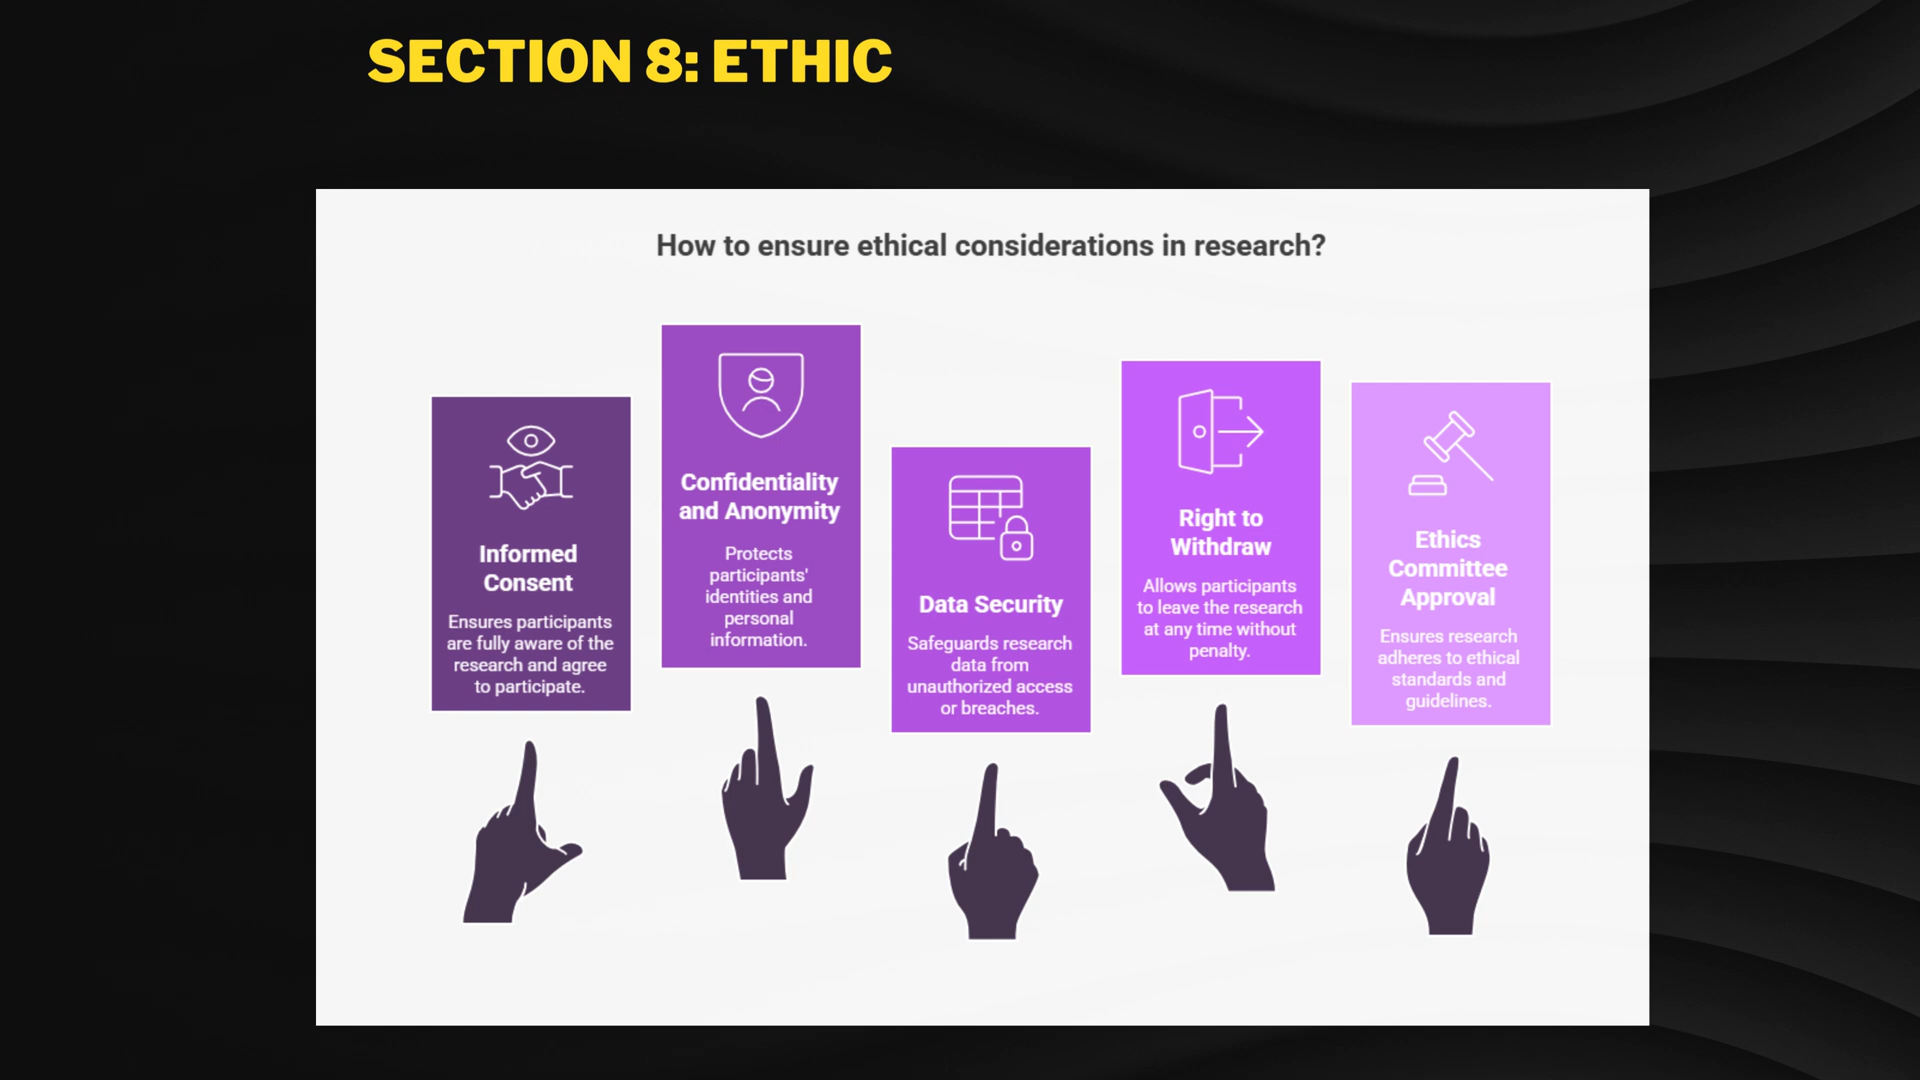 SECTION 8: ETHIC
How to ensure ethical considerations in research?
Informed
Consent
Ensures participants
are fully aware of the
research and agree
to participate.
Confidentiality
and Anonymity
Protects
participants'
identities and
personal
information.
Data Security
Safeguards research
data from
unauthorized access
or breaches.
Right to
Withdraw
Allows participants
to leave the research
at any time without
penalty.
Ethics
Committee
Approval
Ensures research
adheres to ethical
standards and
guidelines.